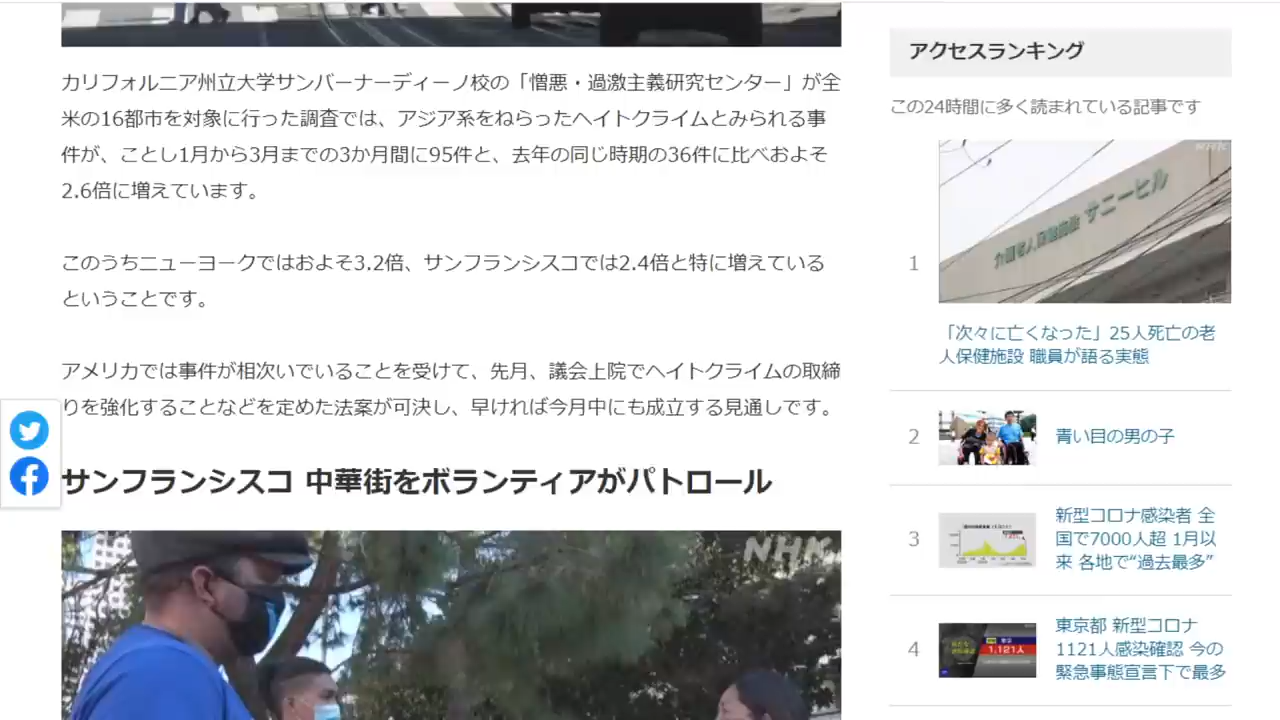 カリフォルニア州立大学サンバーナーディーノ校の「憎悪・過激主義研究センター」が全
米の16都市を対象に行った調査では、アジア系をねらったヘイトクライムとみられる事
件が、ことし1月から3月までの3か月間に95件と、去年の同じ時期の36件に比べおよそ
2.6倍に増えています。
このうちニューヨークではおよそ3.2倍、サンフランシスコでは2.4倍と特に増えている
ということです。
アメリカでは事件が相次いでいることを受けて、先月、議会上院でヘイトクライムの取締
りを強化することなどを定めた法案が可決し、早ければ今月中にも成立する見通しです。
サンフランシスコ 中華街をボランティアがパトロール
NHK
アクセスランキング
この24時間に多く読まれている記事です
NHK
介護老人保健施設 サニーヒル
1
「次々に亡くなった」25人死亡の老
人保健施設 職員が語る実態
2
青い目の男の子
3
新型コロナ感染者 全
国で7000人超 1月以
来 各地で“過去最多”
4
1,121人
東京都 新型コロナ
1121人感染確認 今の
緊急事態宣言下で最多